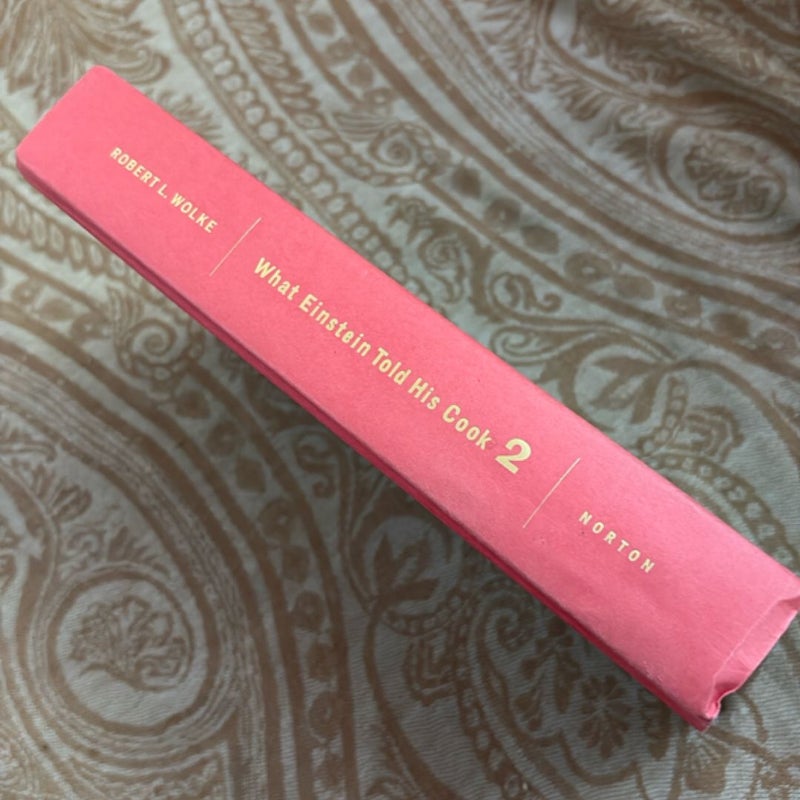 ROBERT L. WOLKE
What Einstein Told His Cook 2
NORTON